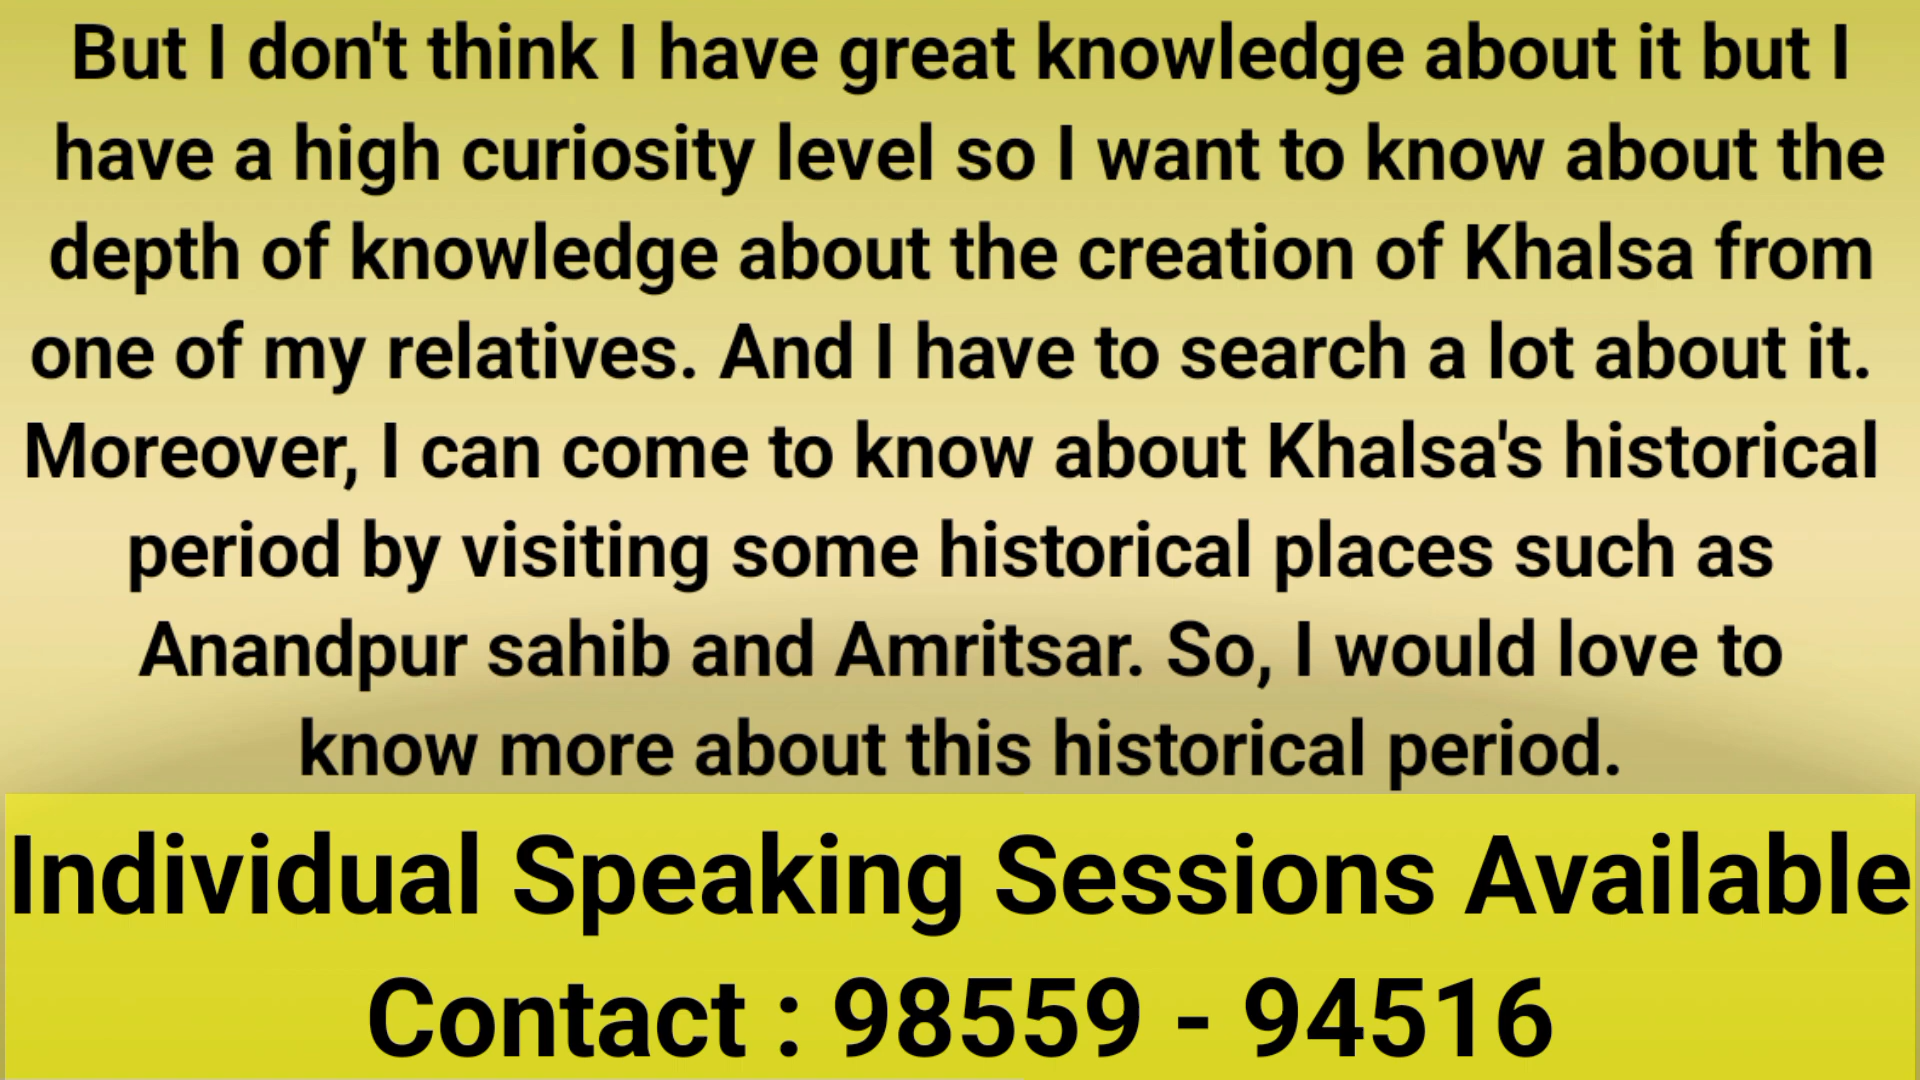 But I don't think I have great knowledge about it but I
have a high curiosity level so I want to know about the
depth of knowledge about the creation of Khalsa from
one of my relatives. And I have to search a lot about it.
Moreover, I can come to know about Khalsa's historical
period by visiting some historical places such as
Anandpur sahib and Amritsar. So, I would love to
know more about this historical period.
Individual Speaking Sessions Available
Contact : 98559 - 94516